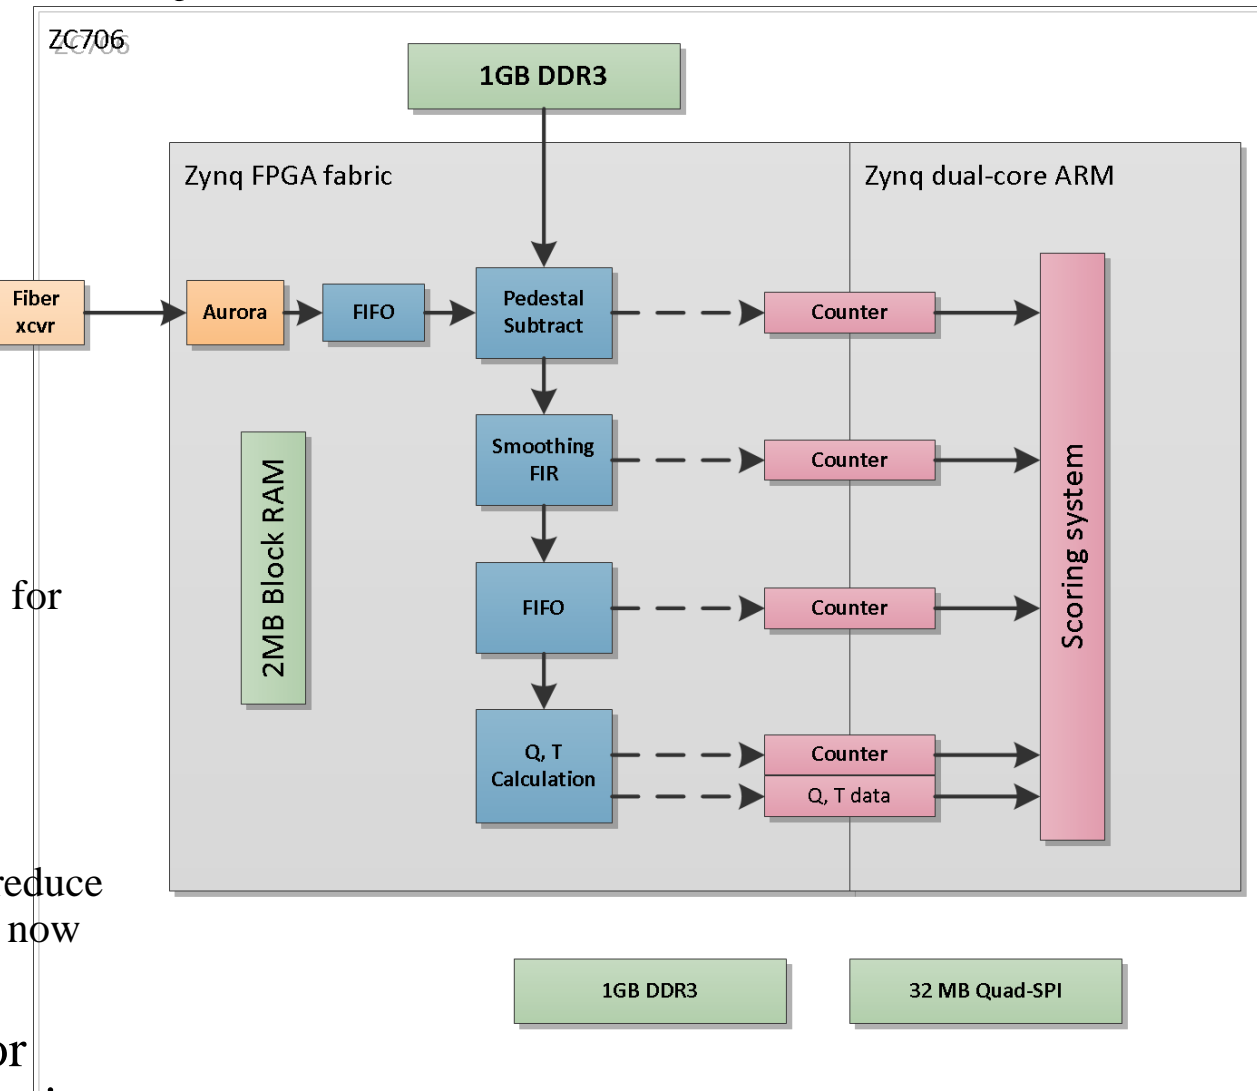 ZC706
1GB DDR3
Zynq FPGA fabric
Zynq dual-core ARM
Fiber
xcvr
Aurora
FIFO
Pedestal
Subtract
Counter
Smoothing
FIR
Counter
2MB Block RAM
Scoring system
for
FIFO
Counter
Q, T
Calculation
Counter
Q, T data
reduce
now
1GB DDR3
32 MB Quad-SPI
or